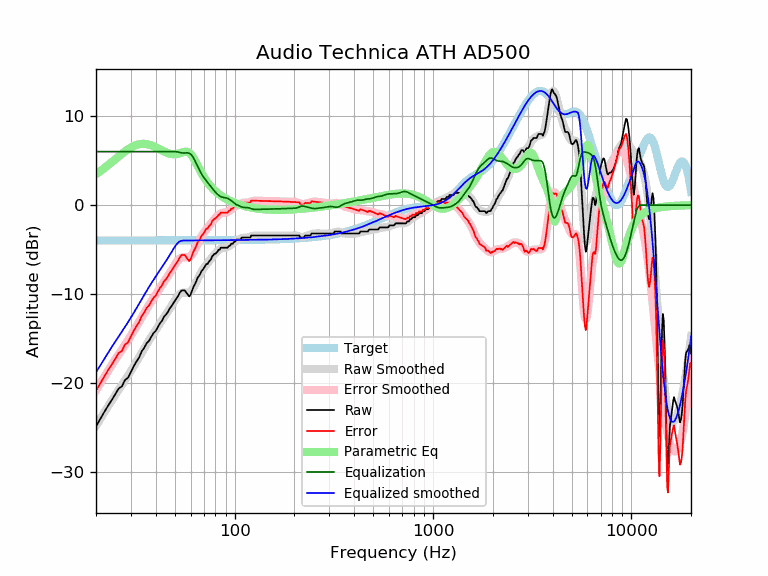 Audio Technica ATH AD500
Amplitude (dBr)
10
0
−10
−20
−30
Target
Raw Smoothed
Error Smoothed
Raw
Error
Parametric Eq
Equalization
Equalized smoothed
100
1000
10000
Frequency (Hz)